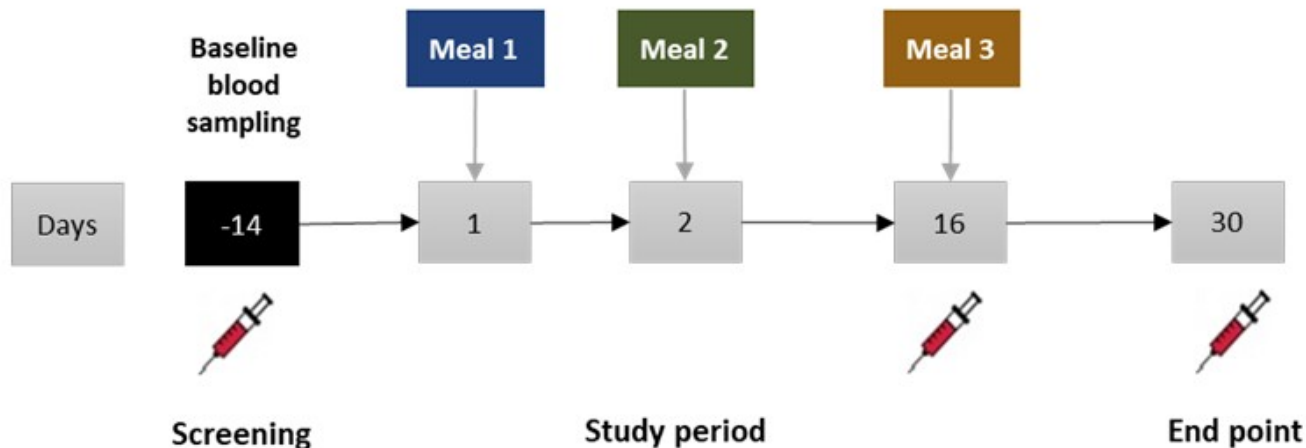 Baseline
blood
sampling
Meal 1
Meal 2
Meal 3
Days
-14
1
2
16
30
Screening
Study period
End point